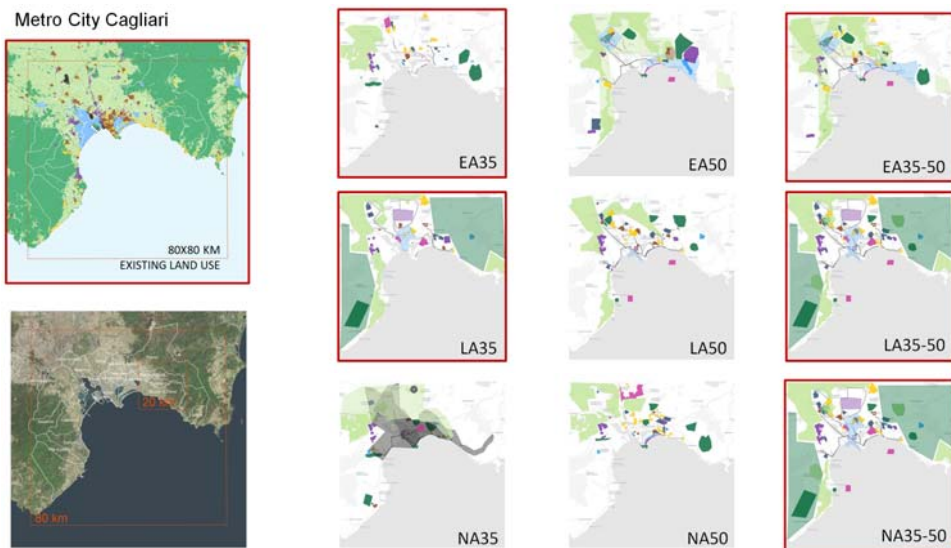 Metro City Cagliari
80X80 KM
EXISTING LAND USE
20 km
80 km
EA35
EA50
EA35-50
LA35
LA50
LA35-50
NA35
NA50
NA35-50